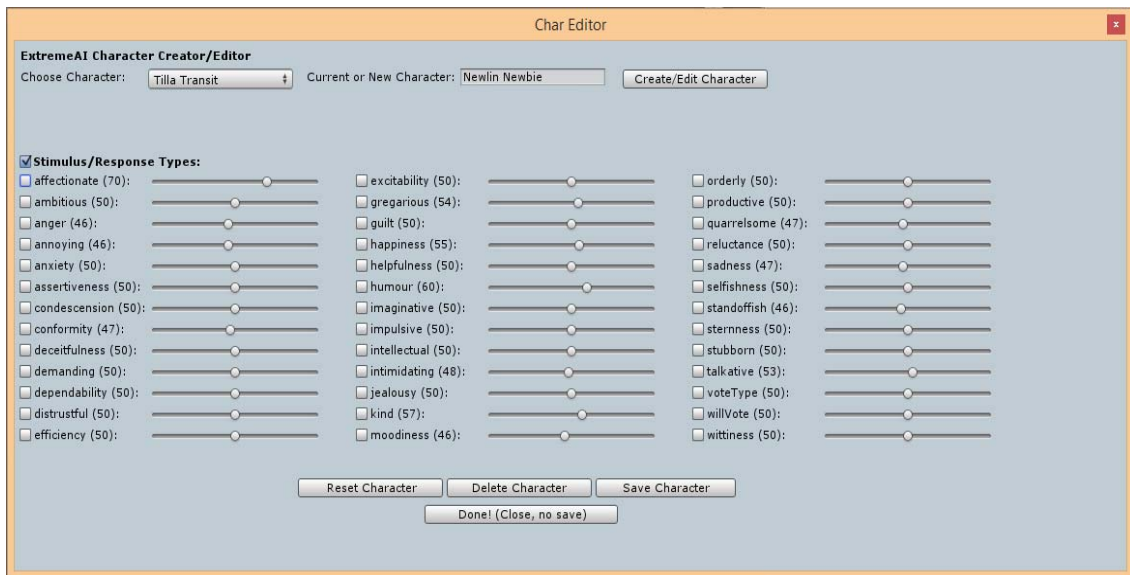 Char Editor
x
ExtremeAI Character Creator/Editor
Choose Character: Tilla Transit Current or New Character: Newlin Newbie Create/Edit Character
Stimulus/Response Types:
affectionate (70): excitability (50): orderly (50):
ambitious (50): gregarious (54): productive (50):
anger (46): guilt (50): quarrelsome (47):
annoying (46): happiness (55): reluctance (50):
anxiety (50): helpfulness (50): sadness (47):
assertiveness (50): humour (60): selfishness (50):
condescension (50): imaginative (50): standoffish (46):
conformity (47): impulsive (50): sternness (50):
deceitfulness (50): intellectual (50): stubborn (50):
demanding (50): intimidating (48): talkative (53):
dependability (50): jealousy (50): voteType (50):
distrustful (50): kind (57): willVote (50):
efficiency (50): moodiness (46): wittiness (50):
Reset Character Delete Character Save Character
Done! (Close, no save)